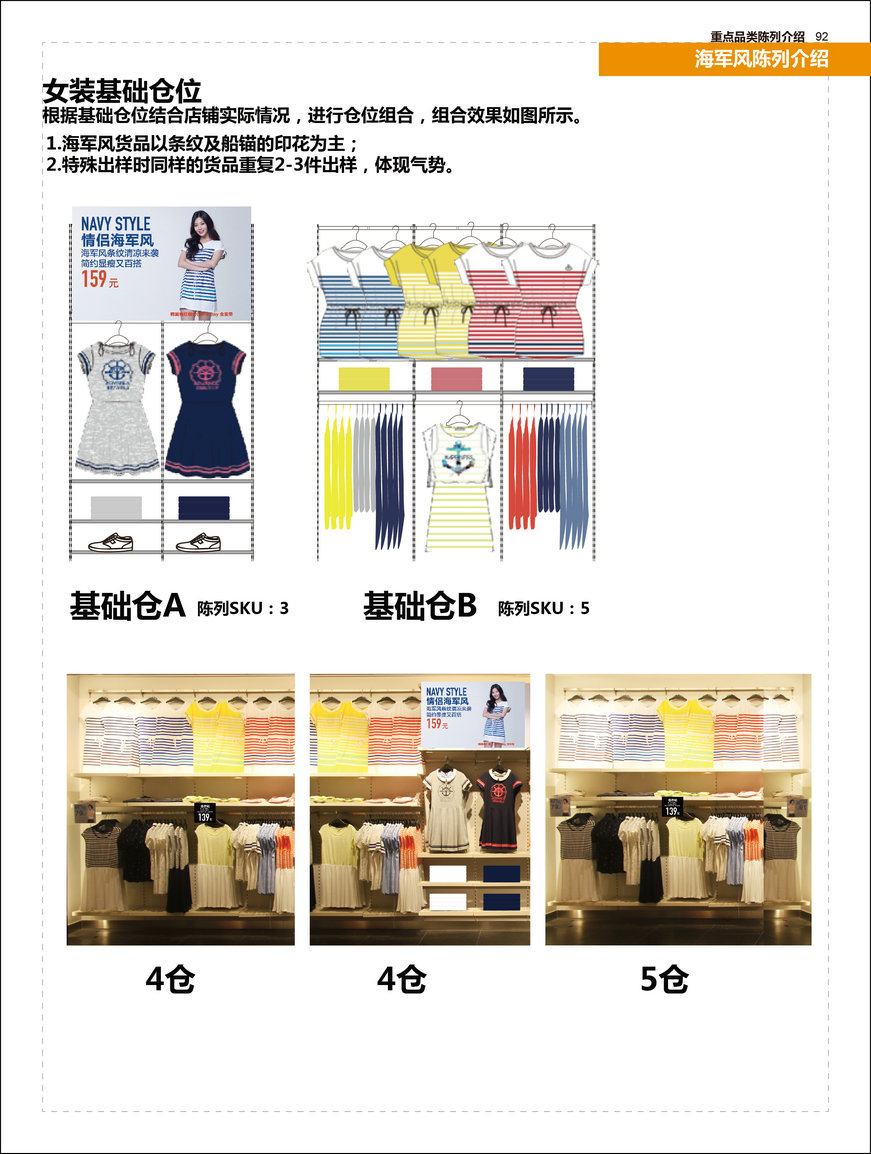 重点品类陈列介绍 92
海军风陈列介绍
女装基础仓位
根据基础仓位结合店铺实际情况，进行仓位组合，组合效果如图所示。
1.海军风货品以条纹及船锚的印花为主；
2.特殊出样时同样的货品重复2-3件出样，体现气势。
NAVY STYLE
情侣海军风
海军风条纹清凉来袭
简约显瘦又百搭
159元
基础仓A 陈列SKU：3
基础仓B 陈列SKU：5
NAVY STYLE
情侣海军风
海军风条纹清凉来袭
简约显瘦又百搭
159元
139
139
4仓
4仓
5仓